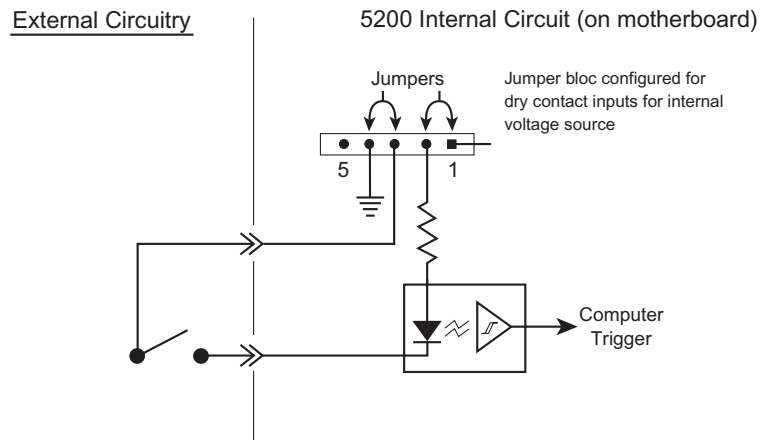 External Circuitry
5200 Internal Circuit (on motherboard)
Jumpers
Jumper bloc configured for
dry contact inputs for internal
voltage source
5
1
Computer
Trigger